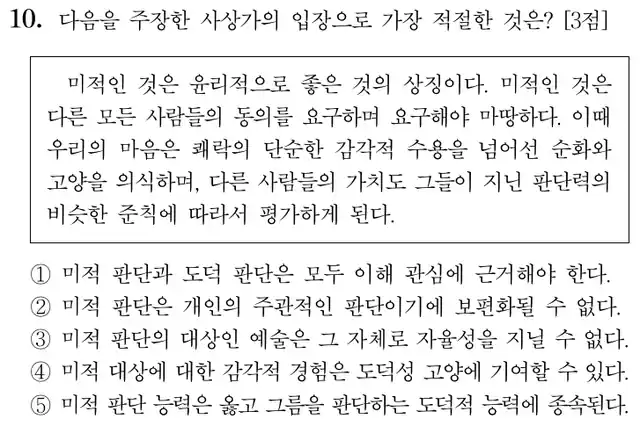 10. 다음을 주장한 사상가의 입장으로 가장 적절한 것은? [3점]
미적인 것은 윤리적으로 좋은 것의 상징이다. 미적인 것은
다른 모든 사람들의 동의를 요구하며 요구해야 마땅하다. 이때
우리의 마음은 쾌락의 단순한 감각적 수용을 넘어선 순화와
고양을 의식하며, 다른 사람들의 가치도 그들이 지닌 판단력의
비슷한 준칙에 따라서 평가하게 된다.
① 미적 판단과 도덕 판단은 모두 이해 관심에 근거해야 한다.
② 미적 판단은 개인의 주관적인 판단이기에 보편화될 수 없다.
③ 미적 판단의 대상인 예술은 그 자체로 자율성을 지닐 수 없다.
④ 미적 대상에 대한 감각적 경험은 도덕성 고양에 기여할 수 있다.
⑤ 미적 판단 능력은 옳고 그름을 판단하는 도덕적 능력에 종속된다.